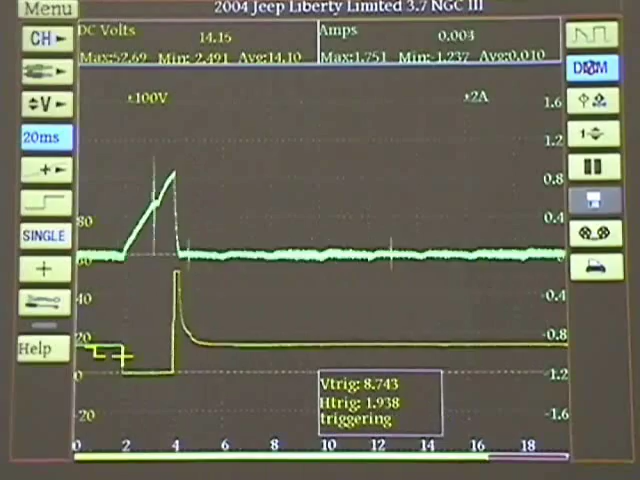 Menu
2004 Jeep Liberty Limited 3.7 NGC III
CH
DC Volts
14.15
Max:52.69 Min:-2.491 Avg:14.10
Amps
0.003
Max:1.751 Min:-1.237 Avg:0.010
DMM
±100V
±2A
V
20ms
SINGLE
Help
1.6
1.2
0.8
0.4
0
-0.4
-0.8
-1.2
-1.6
80
60
40
20
0
-20
Vtrig: 8.743
Htrig: 1.938
triggering
0 2 4 6 8 10 12 14 16 18